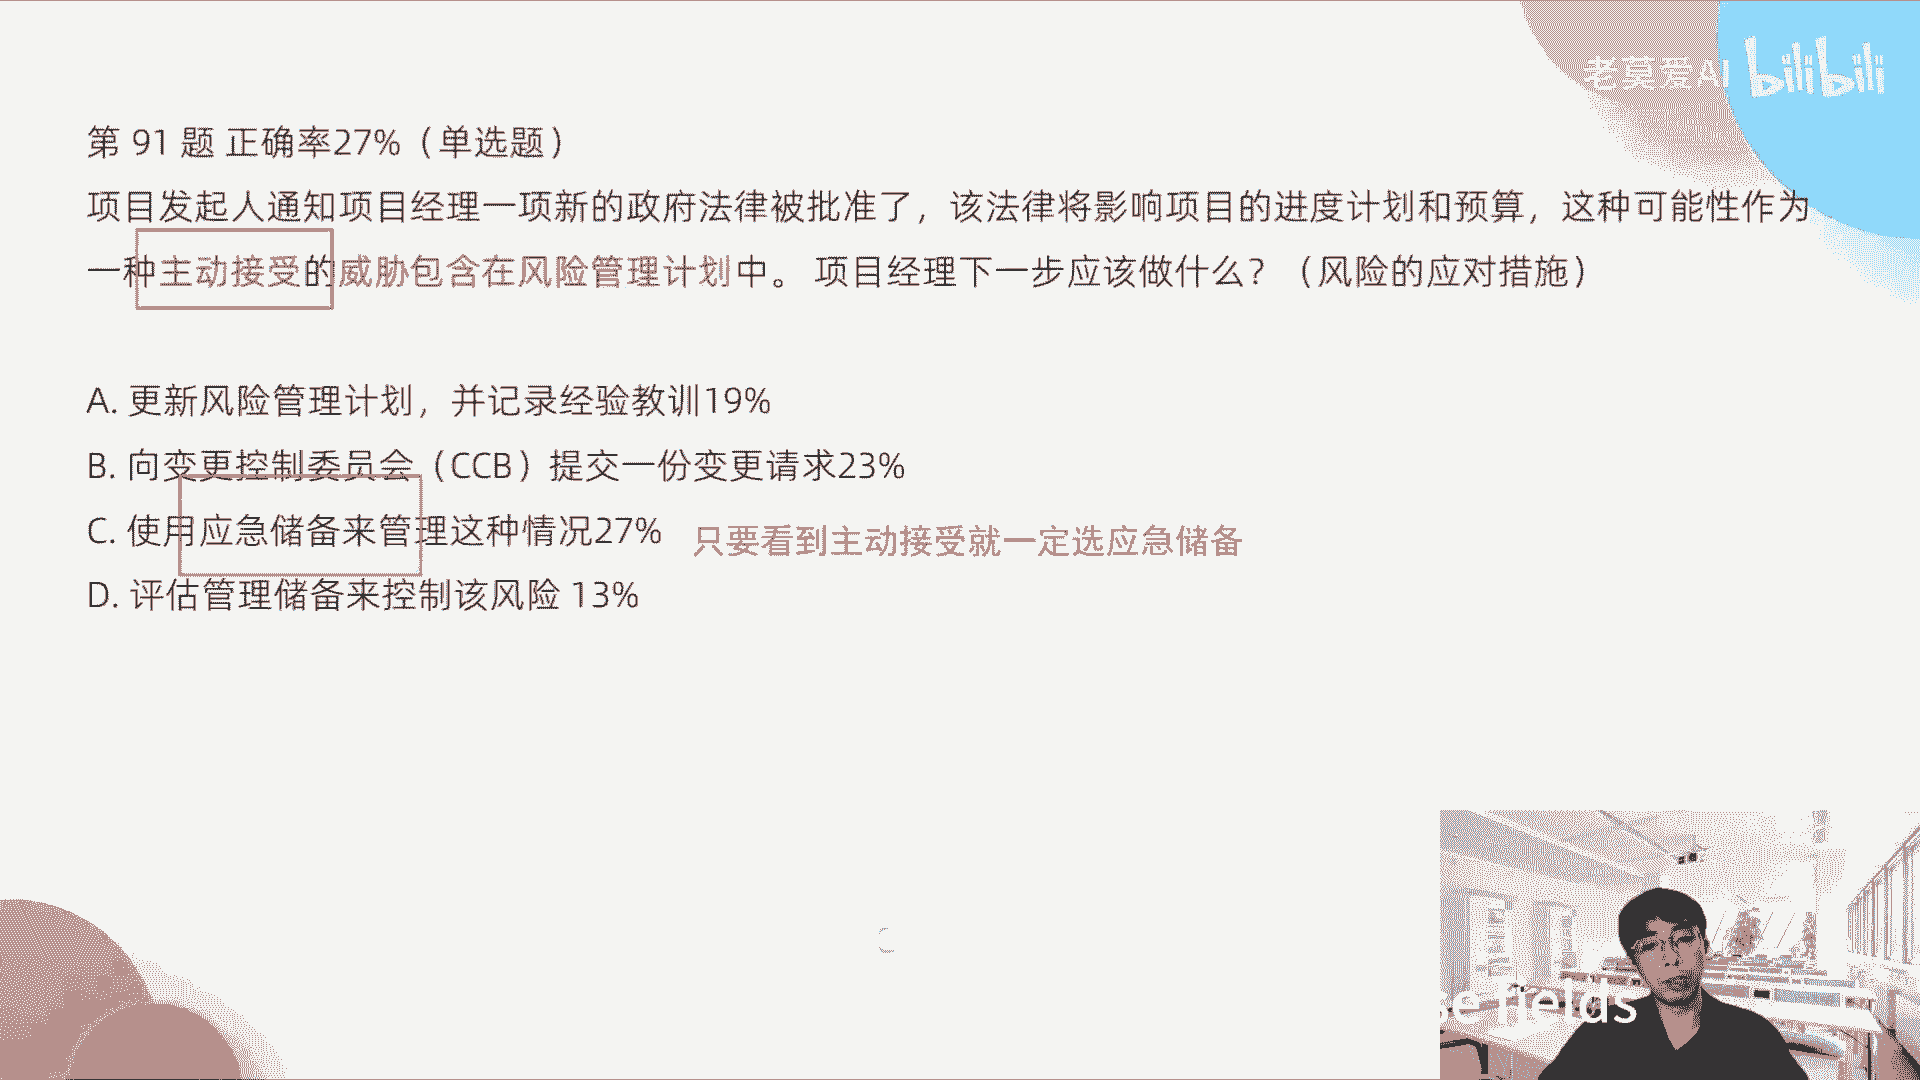 老莫爱AI bilibili
第 91 题 正确率27%（单选题）
项目发起人通知项目经理一项新的政府法律被批准了，该法律将影响项目的进度计划和预算，这种可能性作为
一种主动接受的威胁包含在风险管理计划中。 项目经理下一步应该做什么？（风险的应对措施）
A. 更新风险管理计划，并记录经验教训19%
B. 向变更控制委员会（CCB）提交一份变更请求23%
C. 使用应急储备来管理这种情况27%
只要看到主动接受就一定选应急储备
D. 评估管理储备来控制该风险 13%
se fields